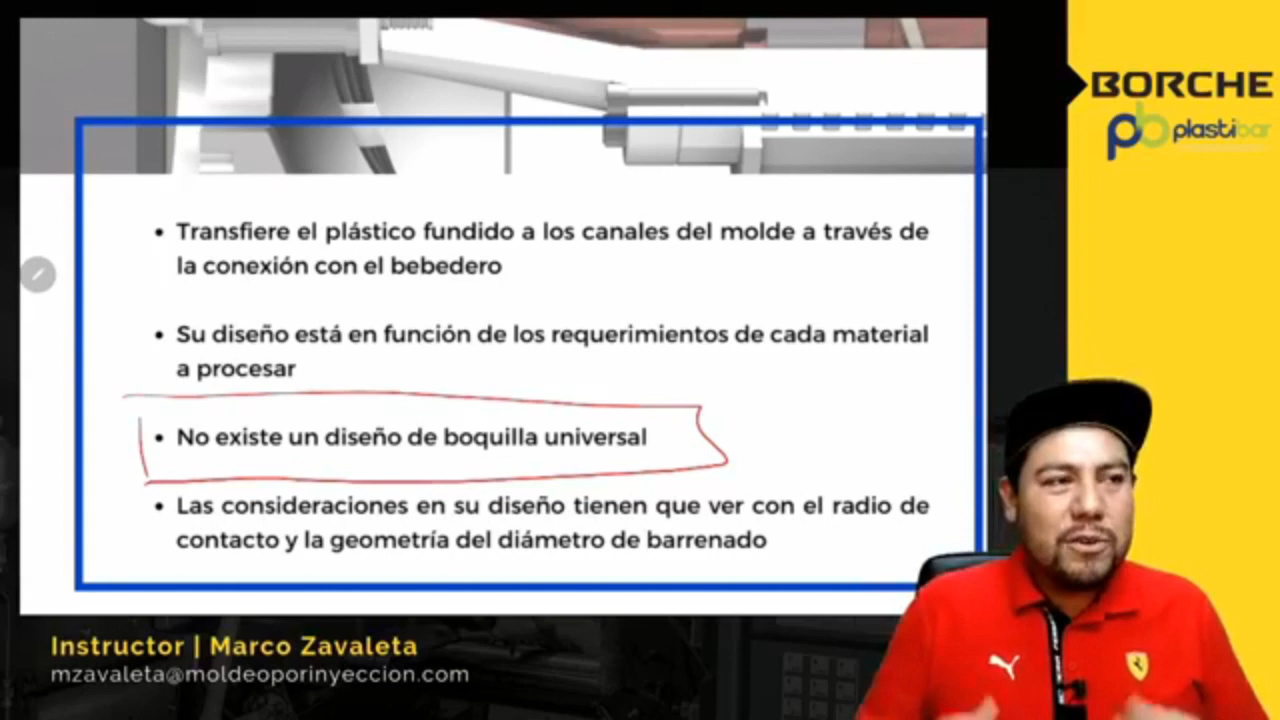 BORCHE
pb plastibar
• Transfiere el plástico fundido a los canales del molde a través de
la conexión con el bebedero
• Su diseño está en función de los requerimientos de cada material
a procesar
• No existe un diseño de boquilla universal
• Las consideraciones en su diseño tienen que ver con el radio de
contacto y la geometría del diámetro de barrenado
Instructor | Marco Zavaleta
mzavaleta@moldeoporinyeccion.com